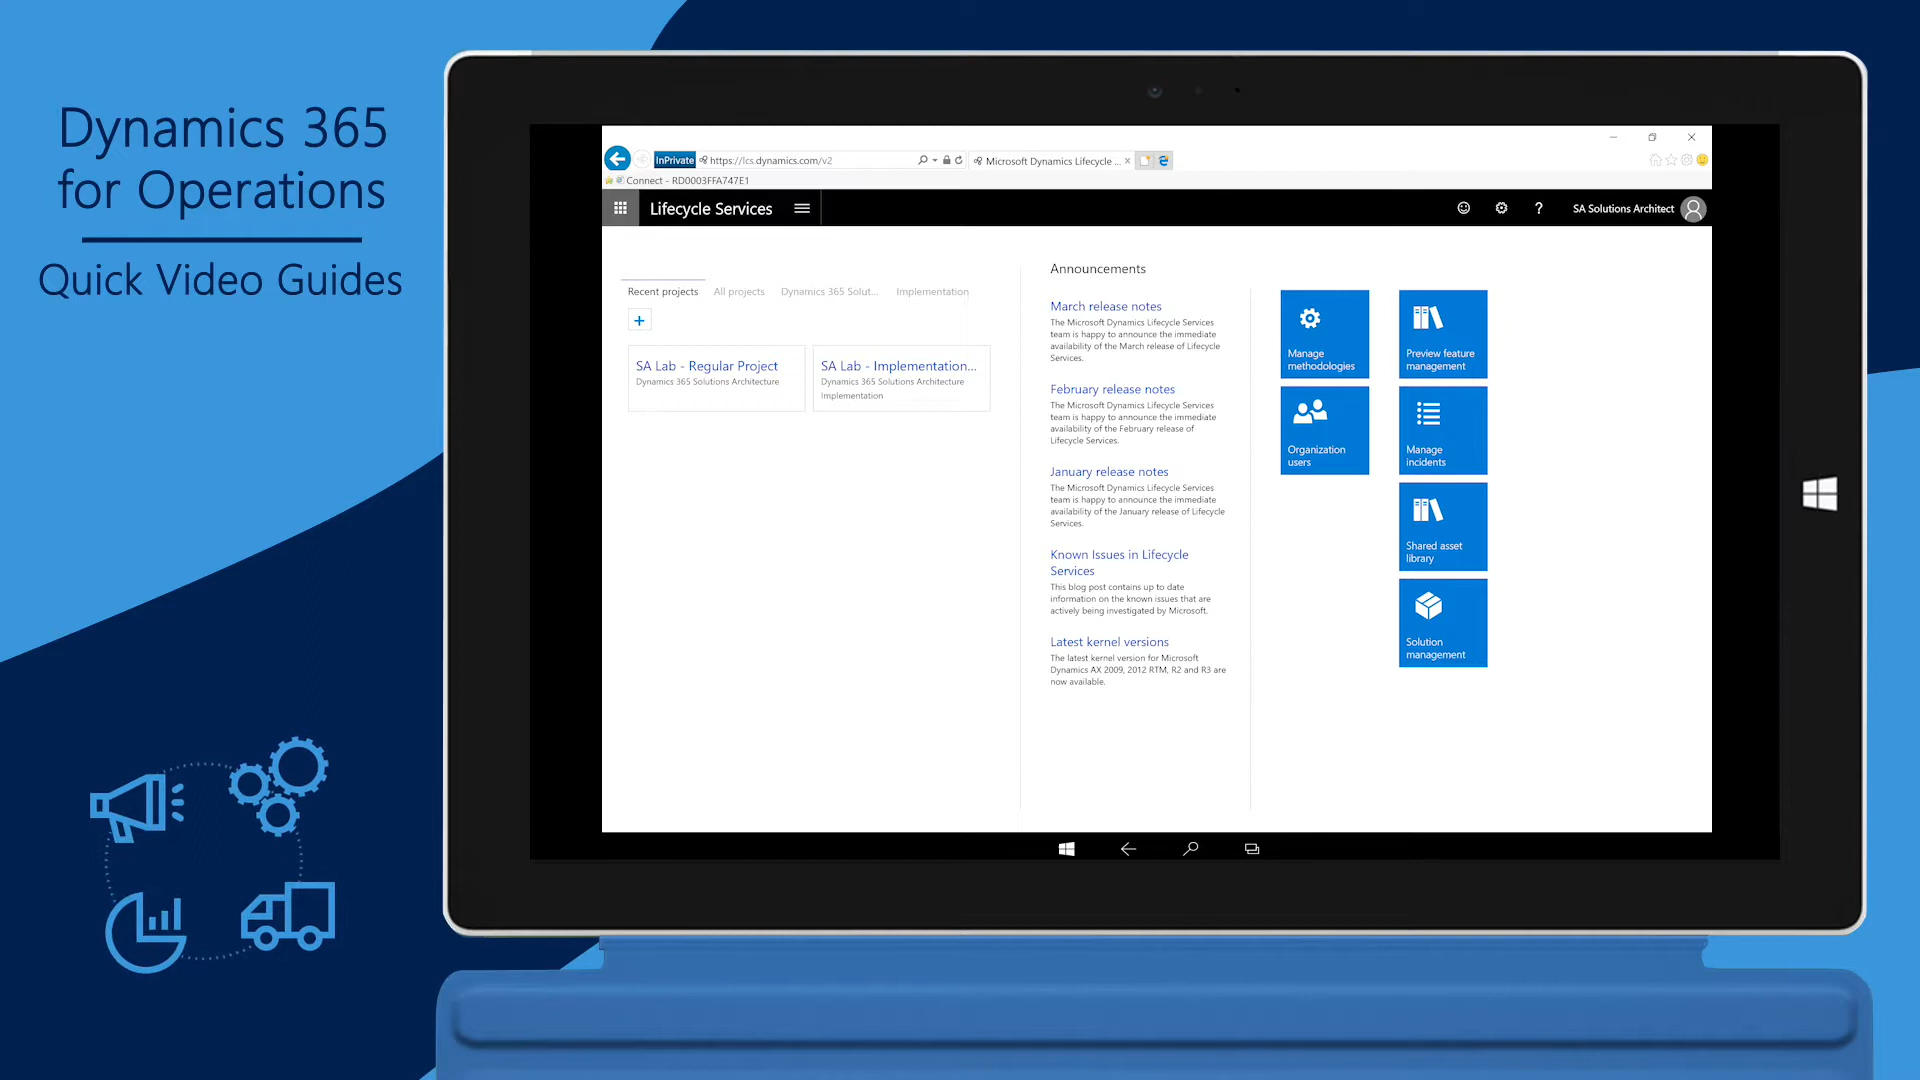 Dynamics 365
for Operations
Quick Video Guides
InPrivate
https://lcs.dynamics.com/v2
Microsoft Dynamics Lifecycle ...
Connect - RD0003FFA747E1
Lifecycle Services
?
SA Solutions Architect
Recent projects
All projects
Dynamics 365 Solut...
Implementation
+
SA Lab - Regular Project
Dynamics 365 Solutions Architecture
SA Lab - Implementation...
Dynamics 365 Solutions Architecture
Implementation
Announcements
March release notes
The Microsoft Dynamics Lifecycle Services
team is happy to announce the immediate
availability of the March release of Lifecycle
Services.
February release notes
The Microsoft Dynamics Lifecycle Services
team is happy to announce the immediate
availability of the February release of
Lifecycle Services.
January release notes
The Microsoft Dynamics Lifecycle Services
team is happy to announce the immediate
availability of the January release of Lifecycle
Services.
Known Issues in Lifecycle
Services
This blog post contains up to date
information on the known issues that are
actively being investigated by Microsoft.
Latest kernel versions
The latest kernel version for Microsoft
Dynamics AX 2009, 2012 RTM, R2 and R3 are
now available.
Manage
methodologies
Preview feature
management
Organization
users
Manage
incidents
Shared asset
library
Solution
management